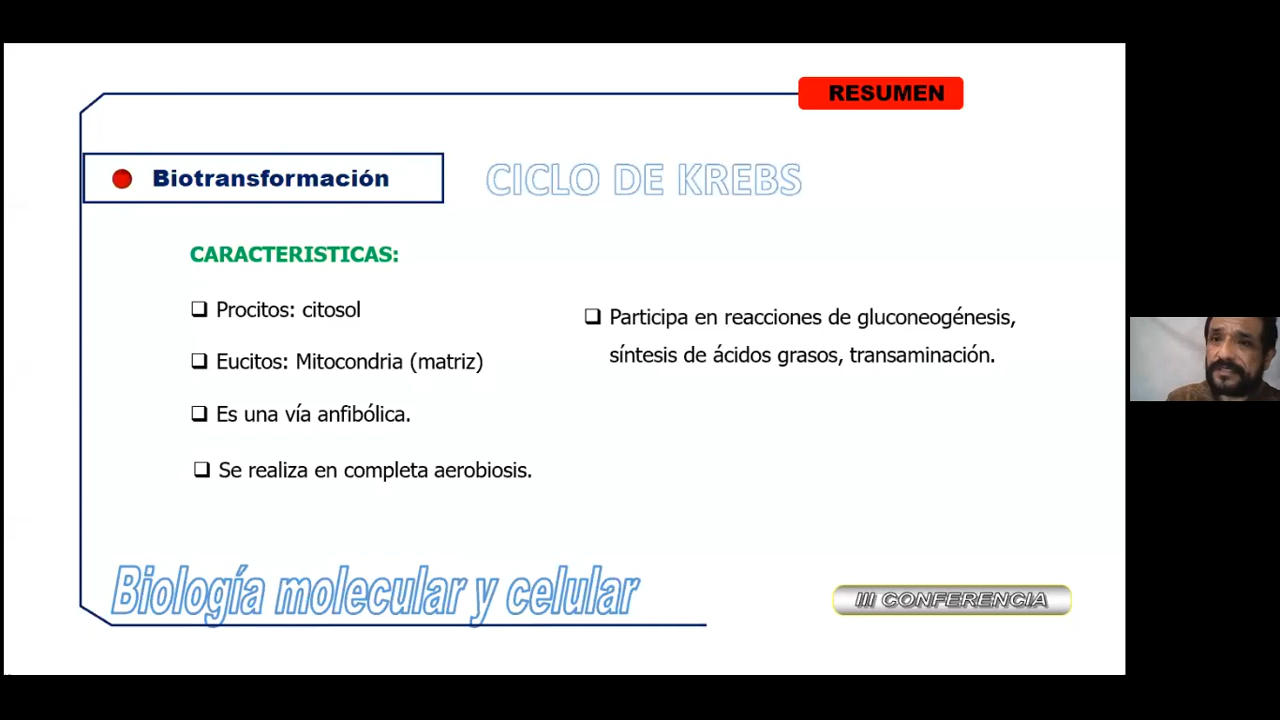 RESUMEN
Biotransformación
CICLO DE KREBS
CARACTERISTICAS:
❑ Procitos: citosol
❑ Eucitos: Mitocondria (matriz)
❑ Es una vía anfibólica.
❑ Se realiza en completa aerobiosis.
❑ Participa en reacciones de gluconeogénesis,
síntesis de ácidos grasos, transaminación.
Biología molecular y celular
III CONFERENCIA